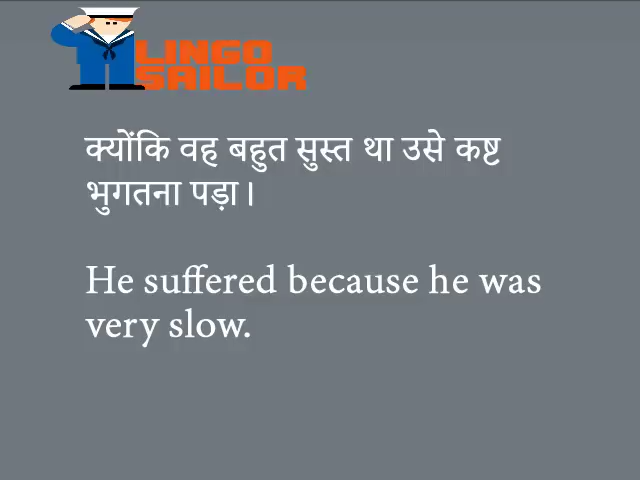 LINGO
SAILOR
क्योंकि वह बहुत सुस्त था उसे कष्ट
भुगतना पड़ा।
He suffered because he was
very slow.